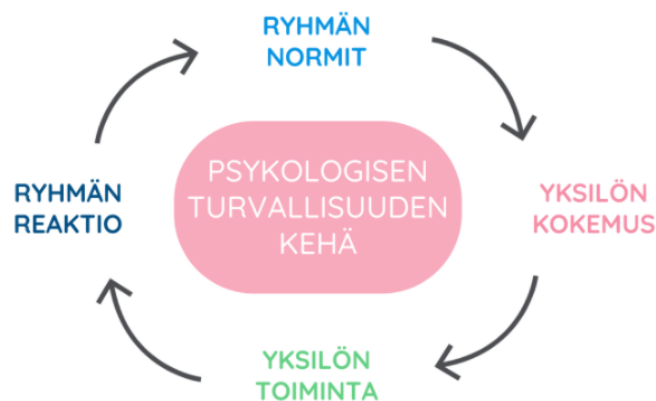 RYHMÄN
NORMIT
PSYKOLOGISEN
TURVALLISUUDEN
KEHÄ
RYHMÄN
REAKTIO
YKSILÖN
KOKEMUS
YKSILÖN
TOIMINTA